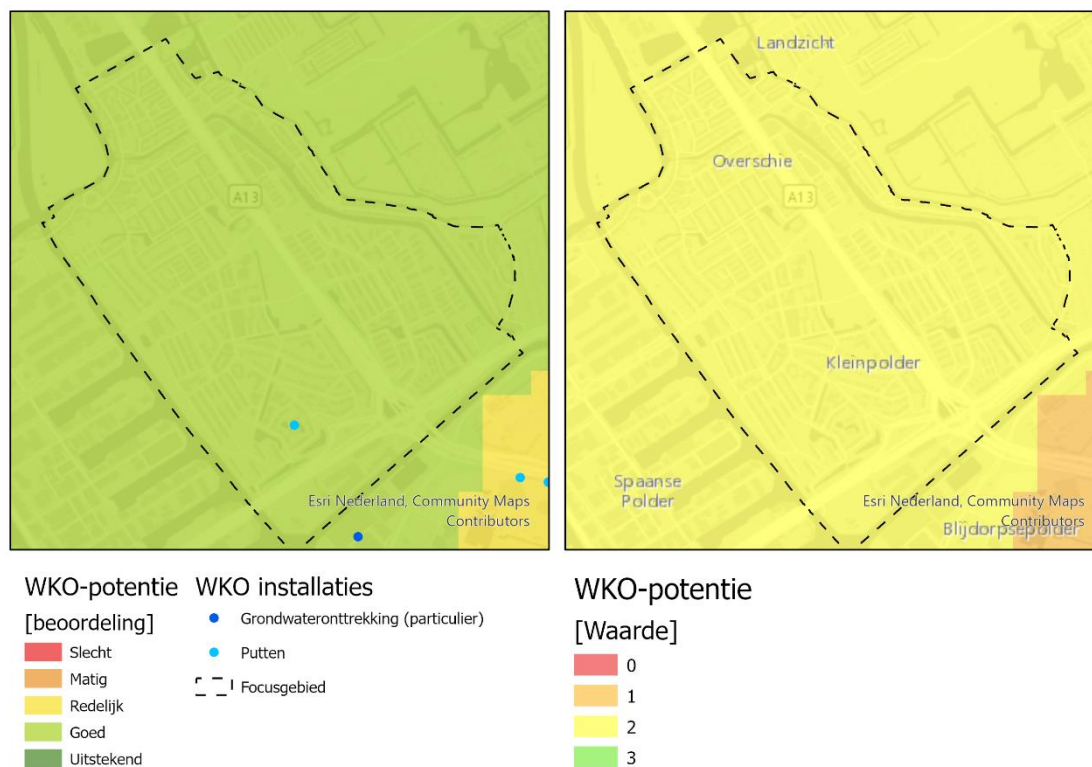 A13
Esri Nederland, Community Maps
Contributors
Landzicht
Overschie
A13
Kleinpolder
Spaanse
Polder
Esri Nederland, Community Maps
Contributors
Blijdorpsepolder
WKO-potentie
[beoordeling]
Slecht
Matig
Redelijk
Goed
Uitstekend
WKO installaties
Grondwateronttrekking (particulier)
Putten
Focusgebied
WKO-potentie
[Waarde]
0
1
2
3